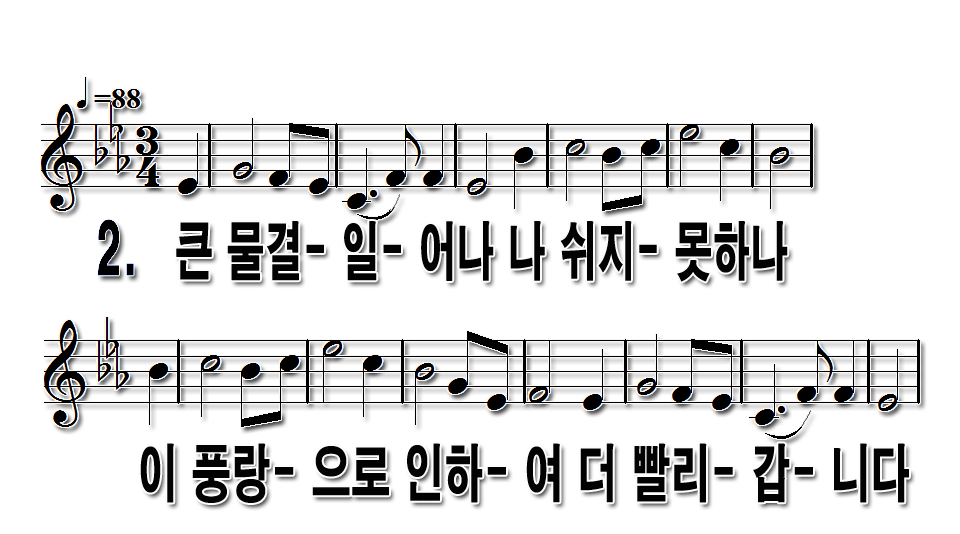 ♩=88
3/4
2. 큰 물결- 일- 어나 나 쉬지- 못하나
이 풍랑- 으로 인하- 여 더 빨리- 갑- 니다